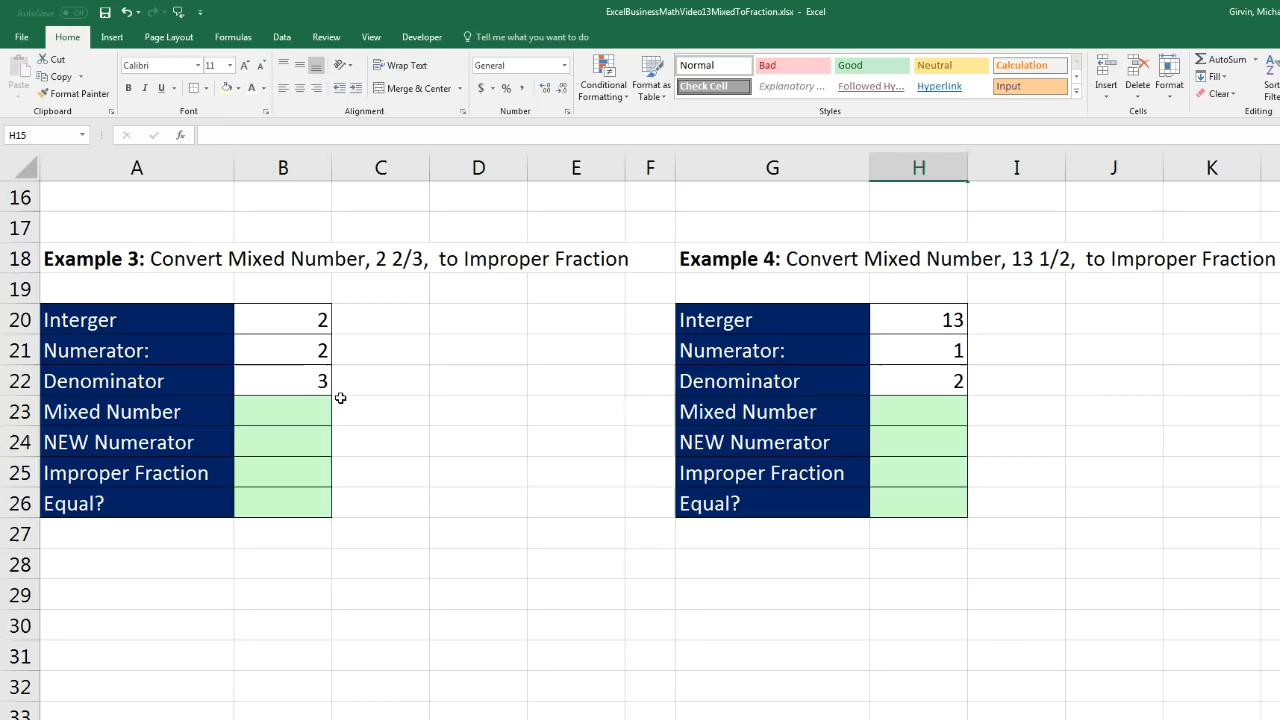 AutoSave Off
ExcelBusinessMathVideo13MixedToFraction.xlsx - Excel
Girvin, Micha
File Home Insert Page Layout Formulas Data Review View Developer Tell me what you want to do
Paste Cut Copy Format Painter
Clipboard
Calibri 11
B I U
Font
Wrap Text
Merge & Center
Alignment
General
$ % ,
Number
Conditional Formatting
Format as Table
Normal Bad Good Neutral Calculation
Check Cell Explanatory ... Followed Hy... Hyperlink Input
Styles
Insert Delete Format
Cells
AutoSum
Fill
Clear
Editing
H15 fx
A B C D E F G H I J K
16
17
18 Example 3: Convert Mixed Number, 2 2/3, to Improper Fraction Example 4: Convert Mixed Number, 13 1/2, to Improper Fraction
19
20 Interger 2 Interger 13
21 Numerator: 2 Numerator: 1
22 Denominator 3 Denominator 2
23 Mixed Number Mixed Number
24 NEW Numerator NEW Numerator
25 Improper Fraction Improper Fraction
26 Equal? Equal?
27
28
29
30
31
32
33